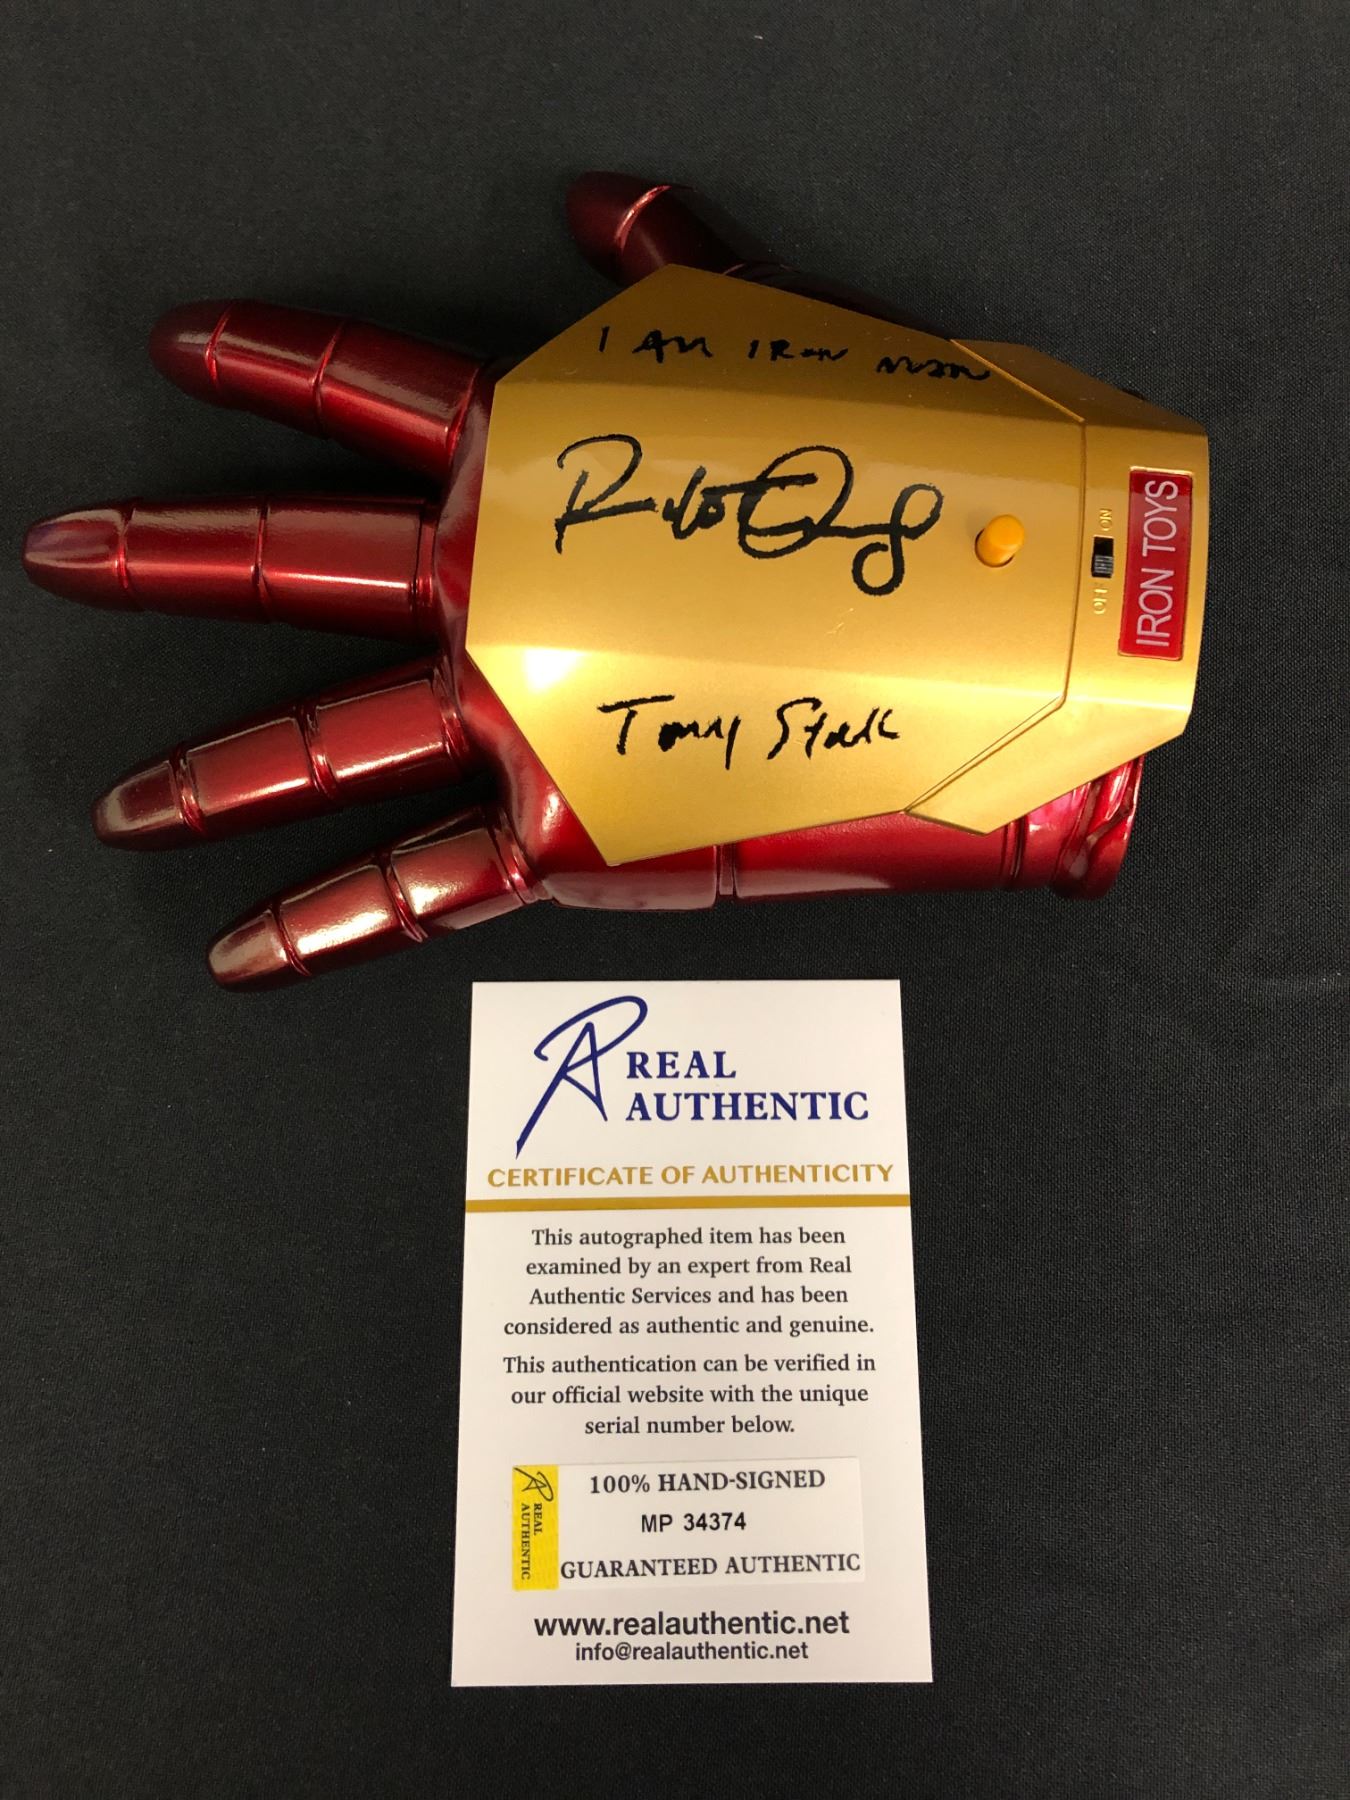 I AM IRON MAN
Tony Stark
ON
OFF
IRON TOYS
REAL
AUTHENTIC
CERTIFICATE OF AUTHENTICITY
This autographed item has been
examined by an expert from Real
Authentic Services and has been
considered as authentic and genuine.
This authentication can be verified in
our official website with the unique
serial number below.
REAL
AUTHENTIC
100% HAND-SIGNED
MP 34374
GUARANTEED AUTHENTIC
www.realauthentic.net
info@realauthentic.net